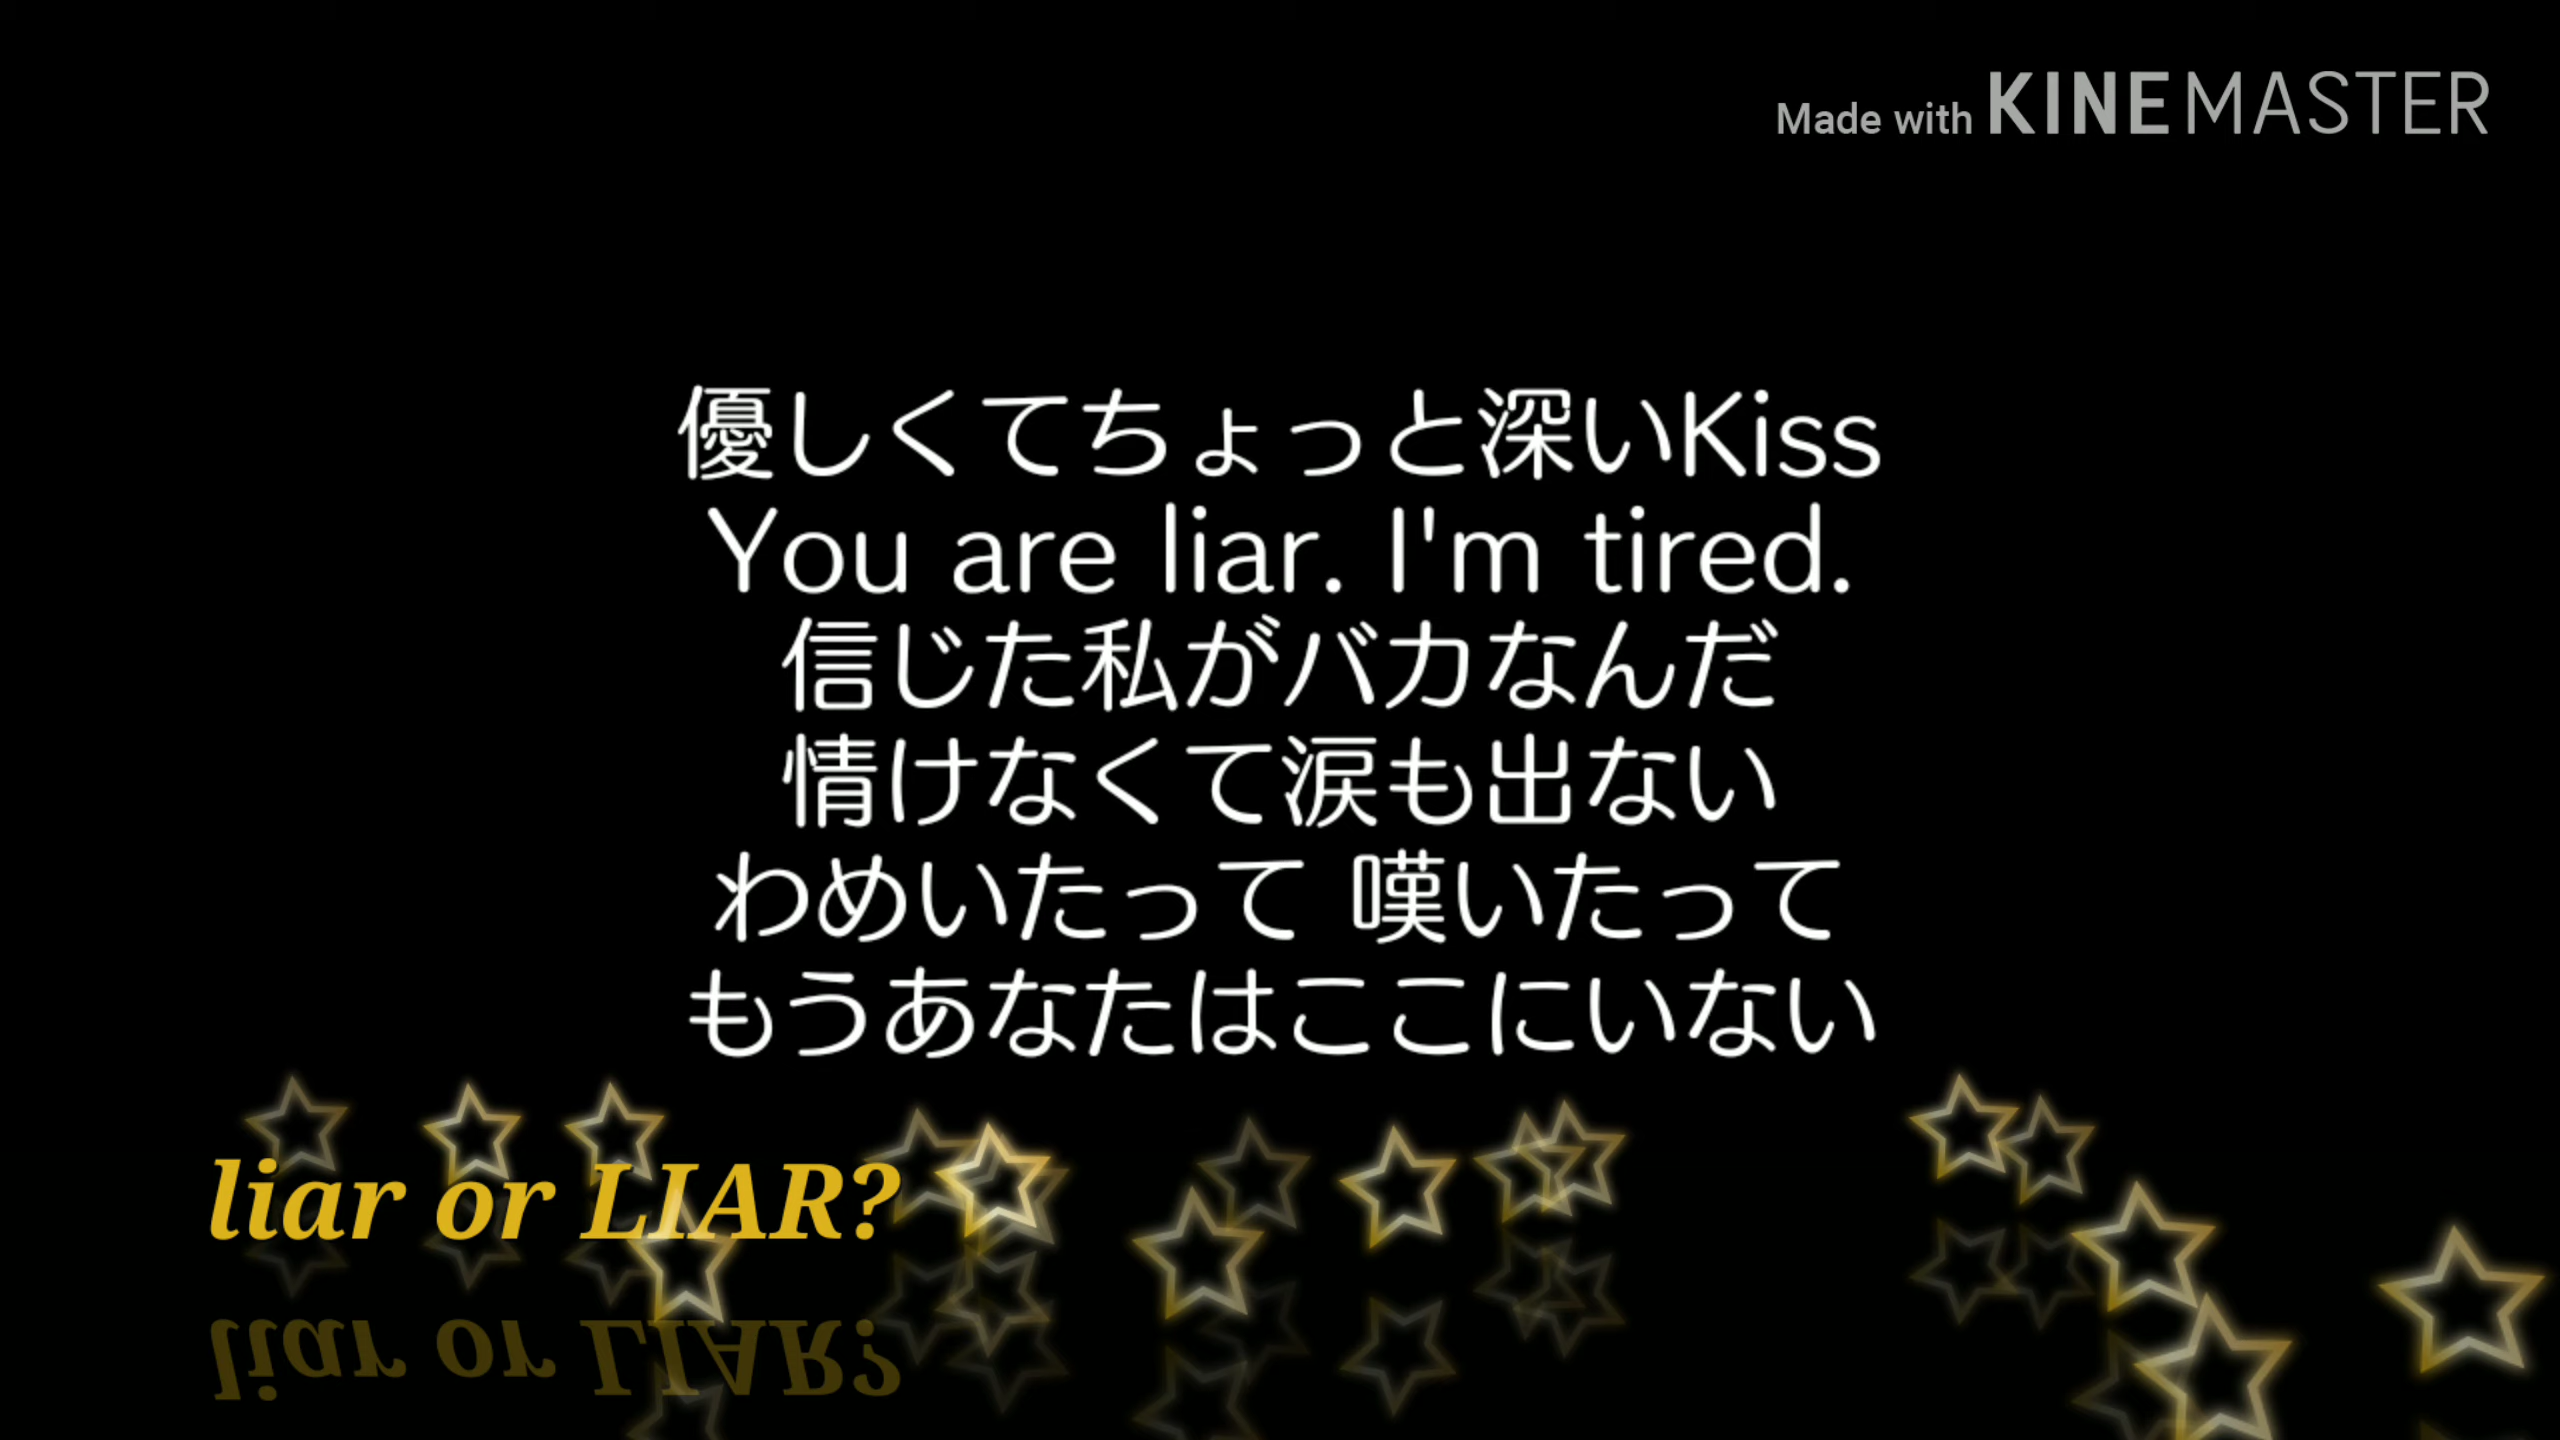 Made with KINEMASTER
優しくてちょっと深いKiss
You are liar. I'm tired.
信じた私がバカなんだ
情けなくて涙も出ない
わめいたって 嘆いたって
もうあなたはここにいない
liar or LIAR?